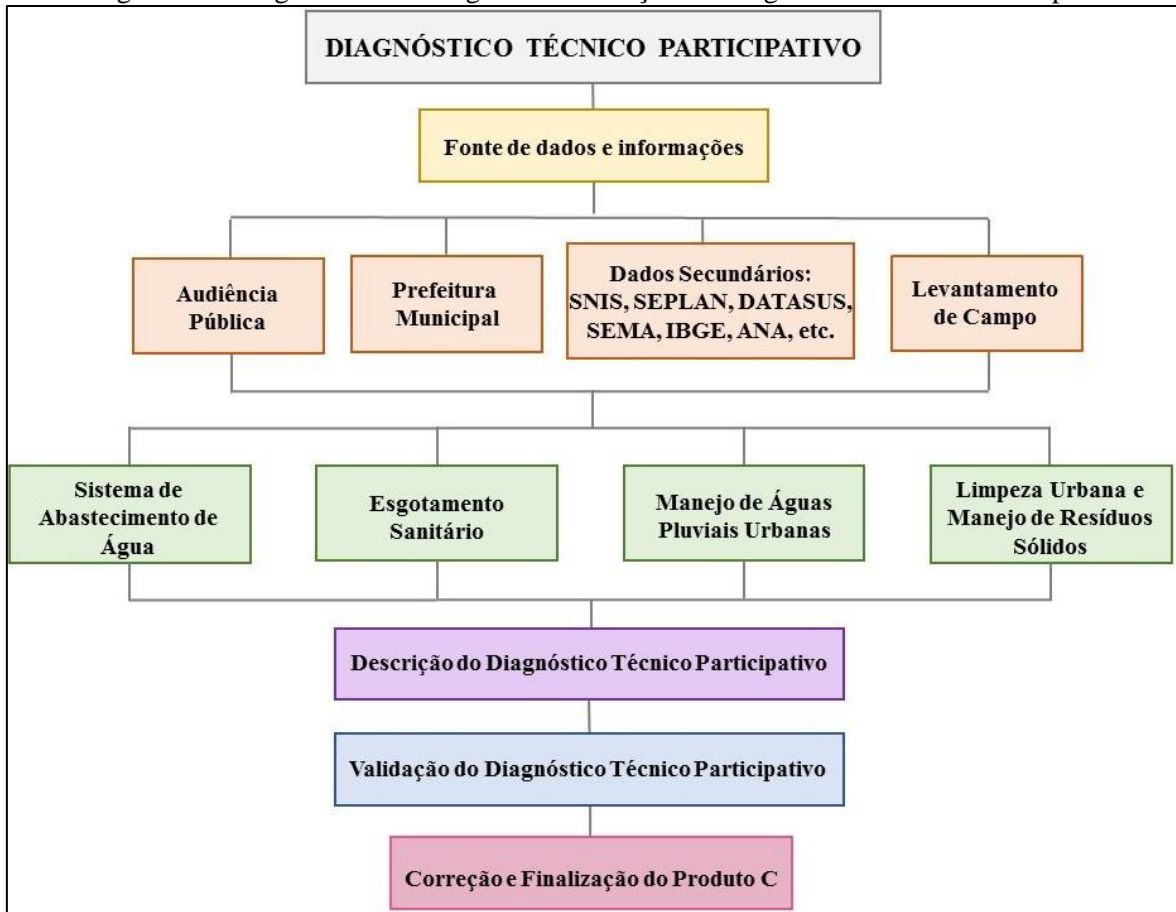 DIAGNÓSTICO TÉCNICO PARTICIPATIVO
Fonte de dados e informações
Audiência
Pública
Prefeitura
Municipal
Dados Secundários:
SNIS, SEPLAN, DATASUS,
SEMA, IBGE, ANA, etc.
Levantamento
de Campo
Sistema de
Abastecimento de
Água
Esgotamento
Sanitário
Manejo de Águas
Pluviais Urbanas
Limpeza Urbana e
Manejo de Resíduos
Sólidos
Descrição do Diagnóstico Técnico Participativo
Validação do Diagnóstico Técnico Participativo
Correção e Finalização do Produto C